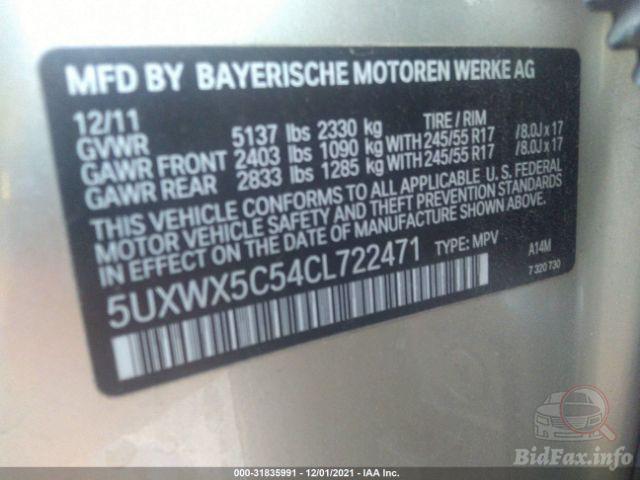 MFD BY BAYERISCHE MOTOREN WERKE AG
12/11 TIRE / RIM
GVWR 5137 lbs 2330 kg
GAWR FRONT 2403 lbs 1090 kg WITH 245/55 R17 /8.0J x 17
GAWR REAR 2833 lbs 1285 kg WITH 245/55 R17 /8.0J x 17
THIS VEHICLE CONFORMS TO ALL APPLICABLE U. S. FEDERAL
MOTOR VEHICLE SAFETY AND THEFT PREVENTION STANDARDS
IN EFFECT ON THE DATE OF MANUFACTURE SHOWN ABOVE.
5UXWX5C54CL722471 TYPE: MPV A14M
7 320 730
BidFax.info
000-31835991 - 12/01/2021 - IAA Inc.